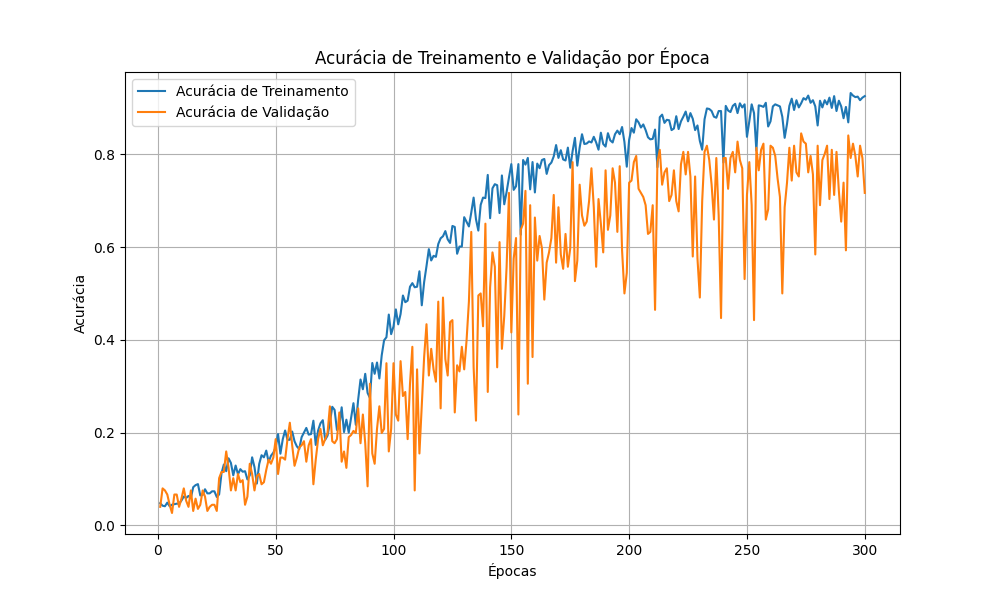 Acurácia de Treinamento e Validação por Época
Acurácia de Treinamento
Acurácia de Validação
Acurácia
0.8
0.6
0.4
0.2
0.0
0 50 100 150 200 250 300
Épocas